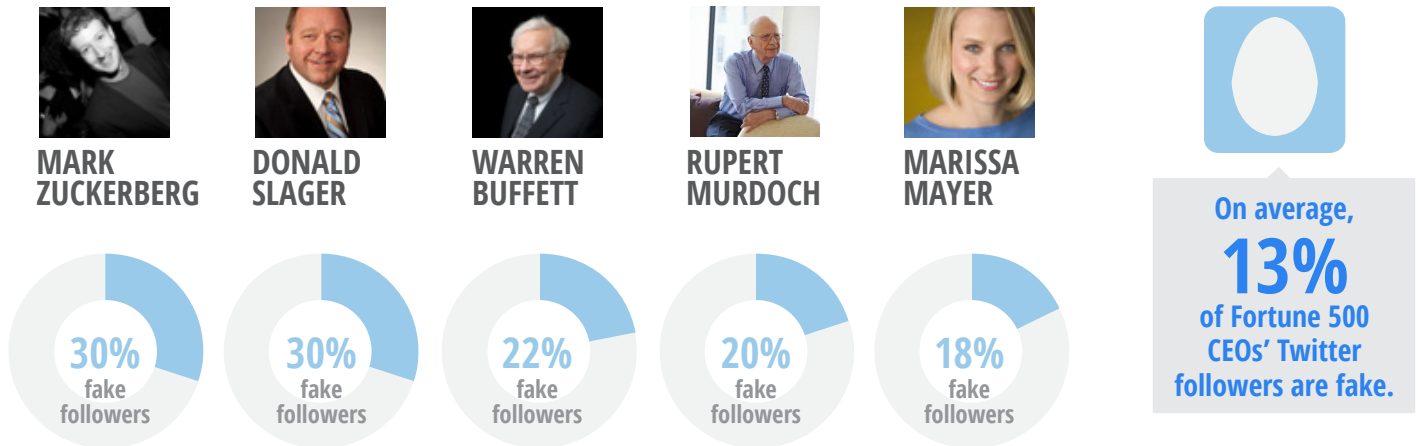 MARK
ZUCKERBERG
DONALD
SLAGER
WARREN
BUFFETT
RUPERT
MURDOCH
MARISSA
MAYER
30%
fake
followers
30%
fake
followers
22%
fake
followers
20%
fake
followers
18%
fake
followers
On average,
13%
of Fortune 500
CEOs’ Twitter
followers are fake.